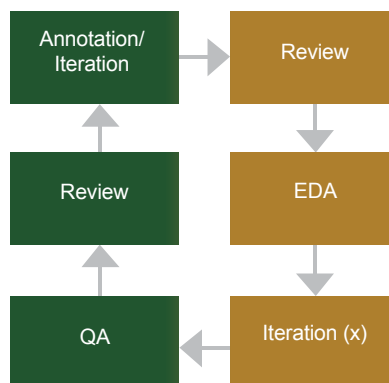 Annotation/
Iteration
Review
Review
EDA
QA
Iteration (x)